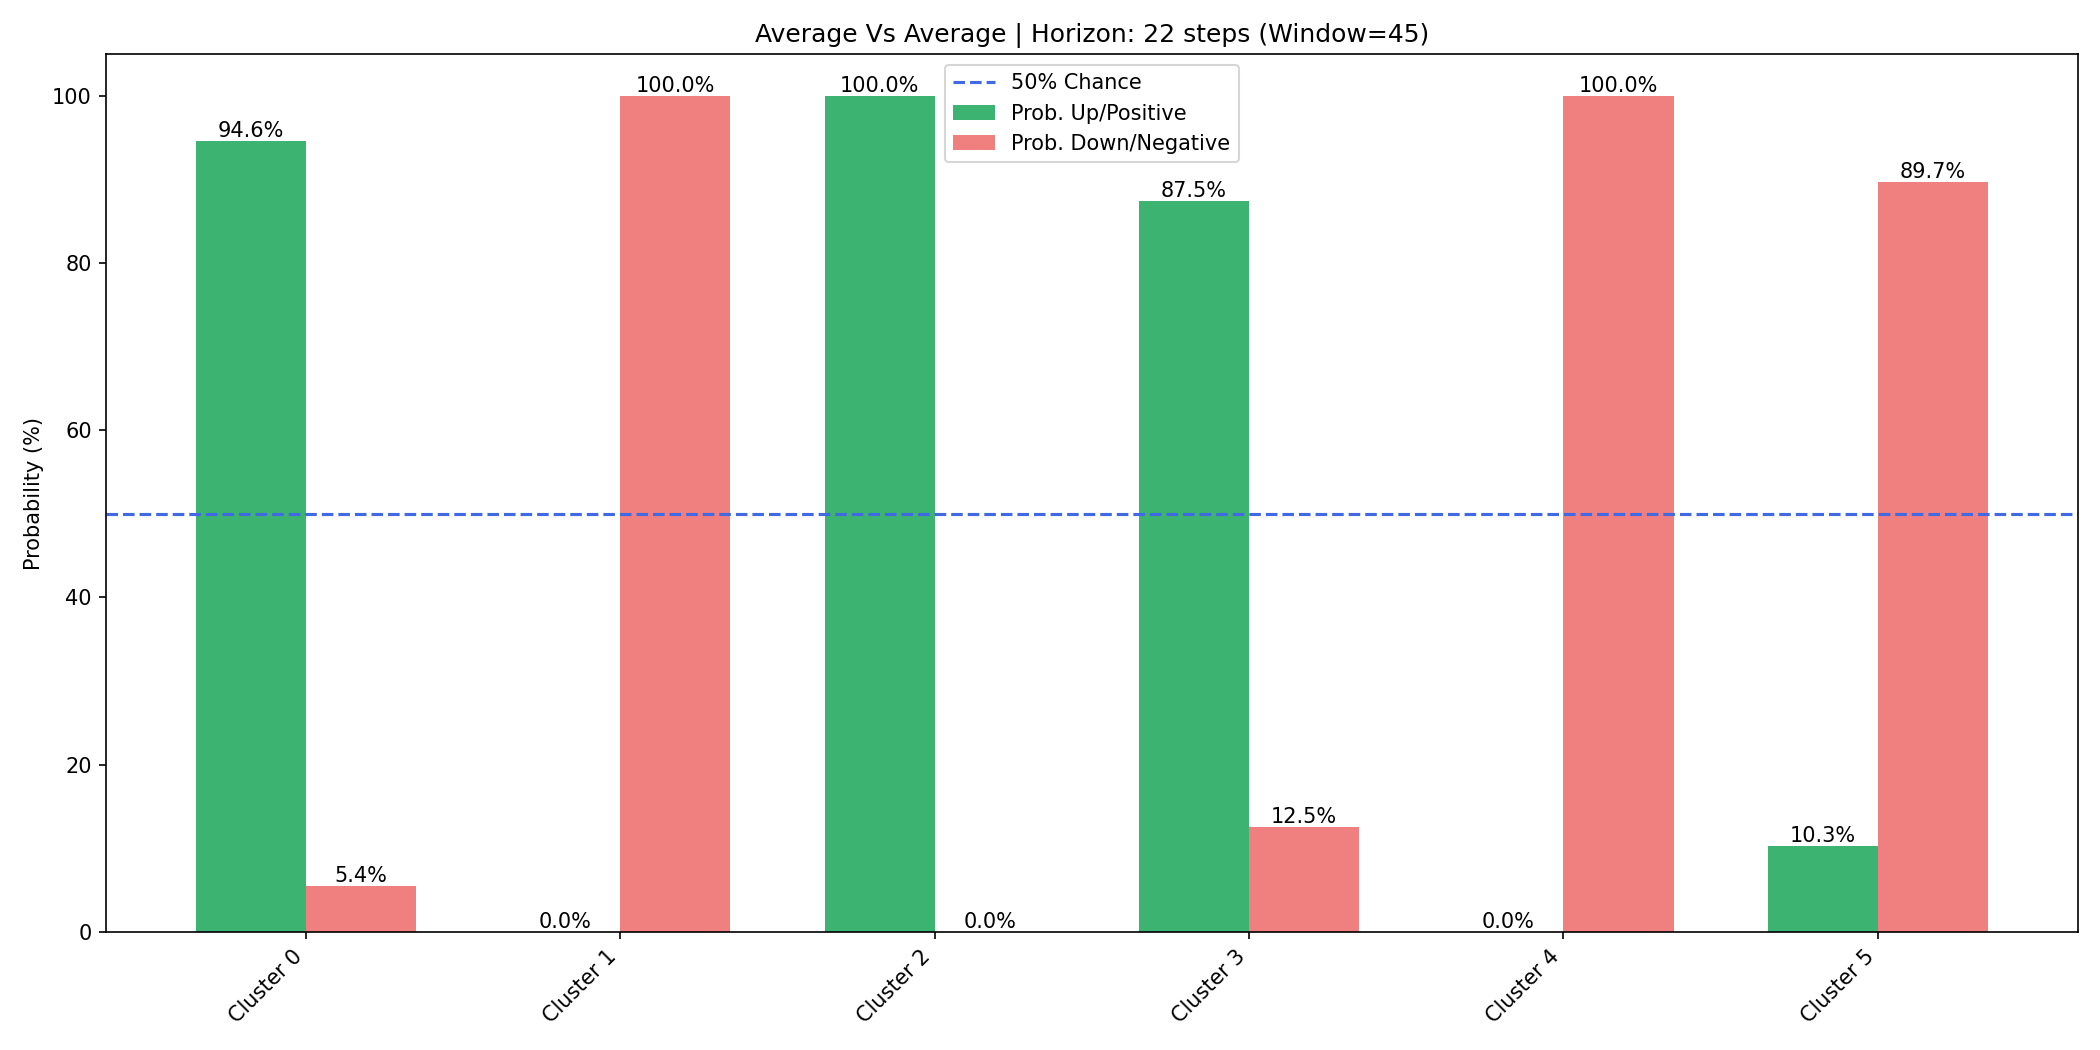 Average Vs Average | Horizon: 22 steps (Window=45)
50% Chance
Prob. Up/Positive
Prob. Down/Negative
Probability (%)
100
80
60
40
20
0
94.6%
5.4%
0.0%
100.0%
100.0%
0.0%
87.5%
12.5%
0.0%
100.0%
10.3%
89.7%
Cluster 0
Cluster 1
Cluster 2
Cluster 3
Cluster 4
Cluster 5